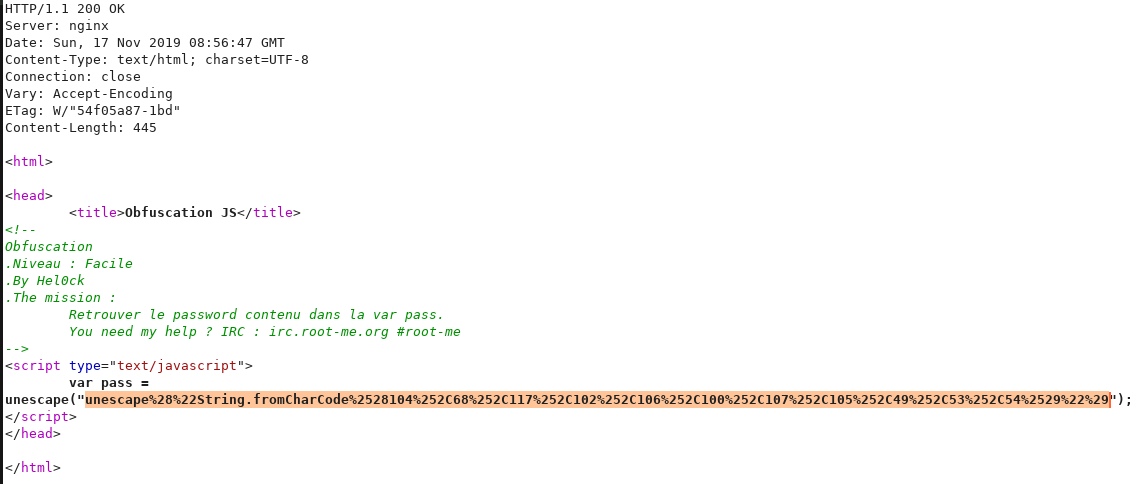 HTTP/1.1 200 OK
Server: nginx
Date: Sun, 17 Nov 2019 08:56:47 GMT
Content-Type: text/html; charset=UTF-8
Connection: close
Vary: Accept-Encoding
ETag: W/"54f05a87-1bd"
Content-Length: 445
<html>
<head>
<title>Obfuscation JS</title>
<!--
Obfuscation
.Niveau : Facile
.By Hel0ck
.The mission :
Retrouver le password contenu dans la var pass.
You need my help ? IRC : irc.root-me.org #root-me
-->
<script type="text/javascript">
var pass =
unescape("unescape%28%22String.fromCharCode%2528104%252C68%252C117%252C102%252C106%252C100%252C107%252C105%252C49%252C53%252C54%2529%22%29");
</script>
</head>
</html>